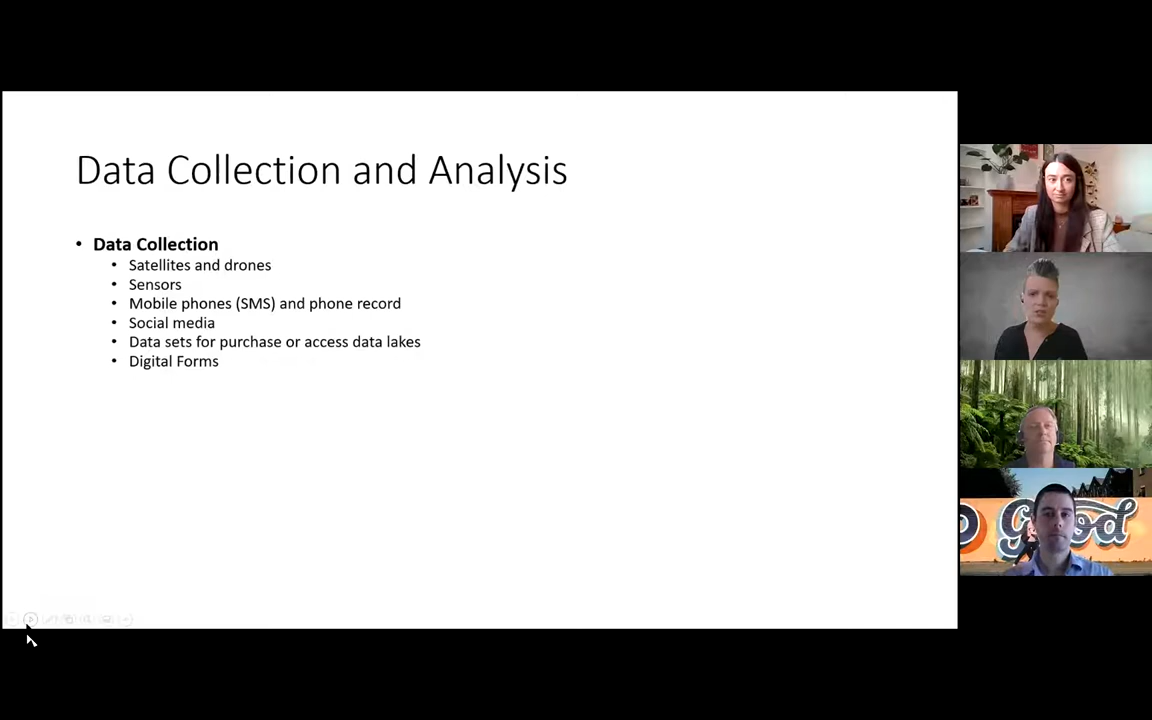 Data Collection and Analysis
• Data Collection
• Satellites and drones
• Sensors
• Mobile phones (SMS) and phone record
• Social media
• Data sets for purchase or access data lakes
• Digital Forms
Good